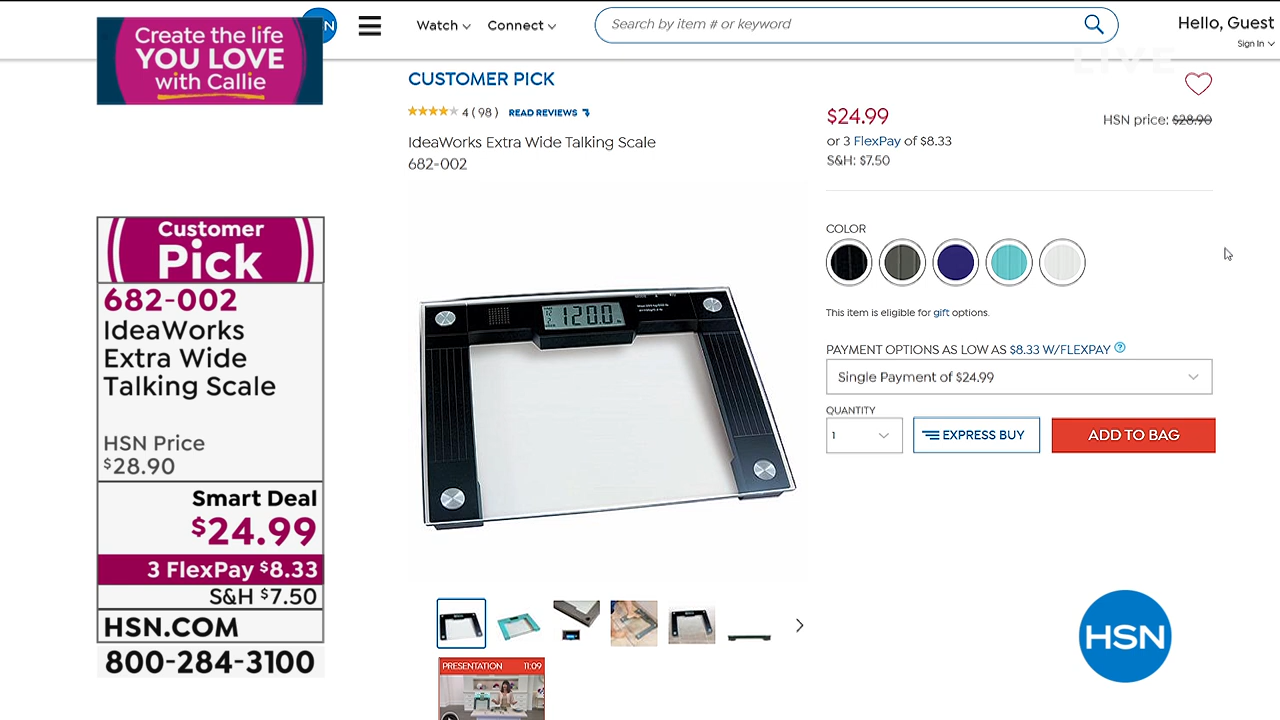 Create the life
YOU LOVE
with Callie
N
Watch
Connect
Search by item # or keyword
Hello, Guest
Sign In
LIVE
CUSTOMER PICK
4 ( 98 ) READ REVIEWS
IdeaWorks Extra Wide Talking Scale
682-002
$24.99
HSN price: $28.90
or 3 FlexPay of $8.33
S&H: $7.50
COLOR
This item is eligible for gift options.
PAYMENT OPTIONS AS LOW AS $8.33 W/FLEXPAY ?
Single Payment of $24.99
QUANTITY
1
EXPRESS BUY
ADD TO BAG
120.0
Customer
Pick
682-002
IdeaWorks
Extra Wide
Talking Scale
HSN Price
$28.90
Smart Deal
$24.99
3 FlexPay $8.33
S&H $7.50
HSN.COM
800-284-3100
PRESENTATION 11:09
HSN